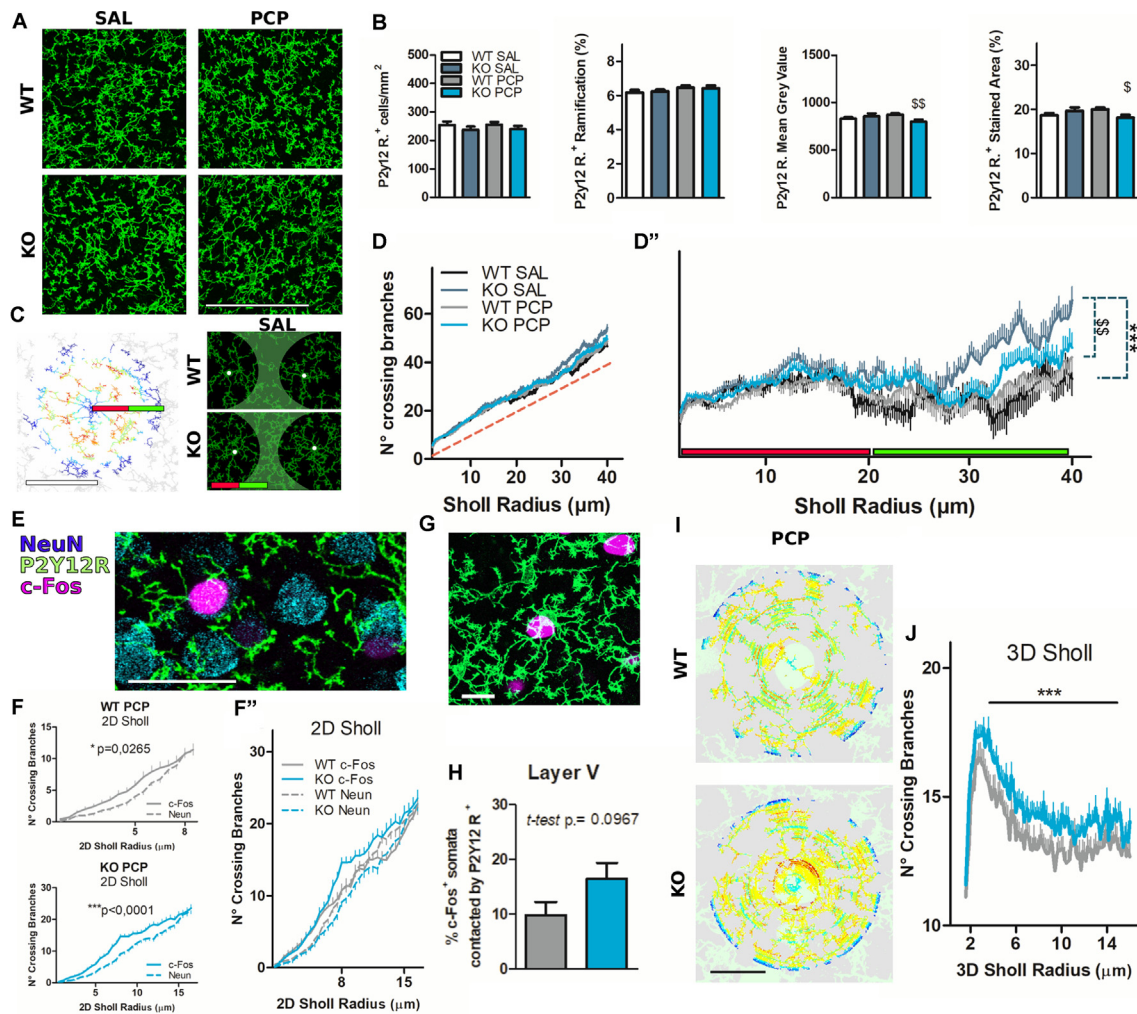 A
SAL
PCP
WT
KO
B
P2y12 R.+ cells/mm2
500
400
300
200
100
0
WT SAL
KO SAL
WT PCP
KO PCP
P2y12 R.+ Ramification (%)
8
6
4
2
0
P2y12 R. Mean Grey Value
1500
1000
500
0
$$
P2y12 R.+ Stained Area (%)
30
20
10
0
$
C
SAL
WT
KO
D
N° crossing branches
60
40
20
0
WT SAL
KO SAL
WT PCP
KO PCP
10
20
30
40
Sholl Radius (µm)
D”
$$
***
10
20
30
40
Sholl Radius (µm)
E
NeuN
P2Y12R
c-Fos
G
F
WT PCP
2D Sholl
N° Crossing Branches
15
10
5
0
* p=0,0265
c-Fos
Neun
5
8
2D Sholl Radius (µm)
KO PCP
2D Sholl
N° Crossing Branches
30
20
10
0
***p<0,0001
c-Fos
Neun
5
10
15
2D Sholl Radius (µm)
F”
2D Sholl
N° Crossing Branches
30
20
10
0
WT c-Fos
KO c-Fos
WT Neun
KO Neun
8
15
2D Sholl Radius (µm)
H
Layer V
% c-Fos+ somata
contacted by P2Y12 R+
30
20
10
0
t-test p.= 0.0967
I
PCP
WT
KO
J
3D Sholl
N° Crossing Branches
20
15
10
***
2
6
10
14
3D Sholl Radius (µm)